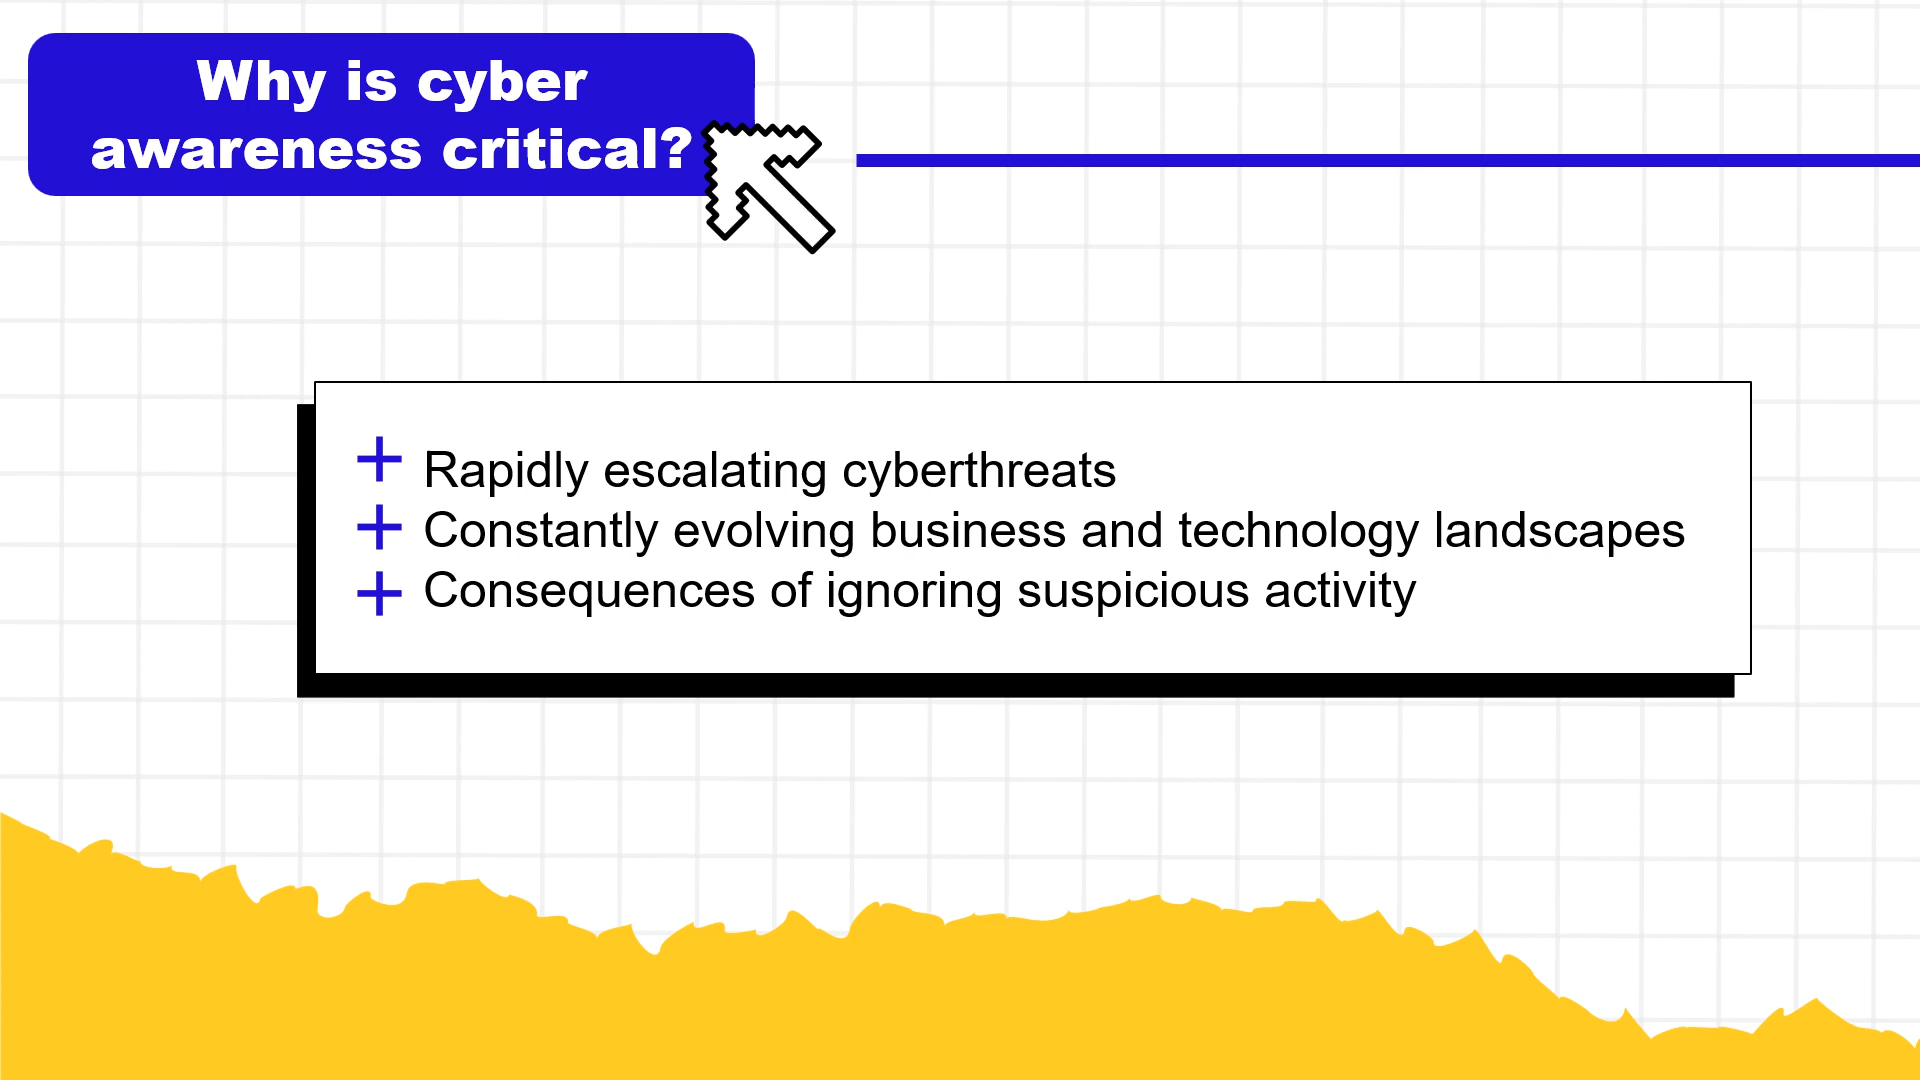 Why is cyber
awareness critical?
Rapidly escalating cyberthreats
Constantly evolving business and technology landscapes
Consequences of ignoring suspicious activity